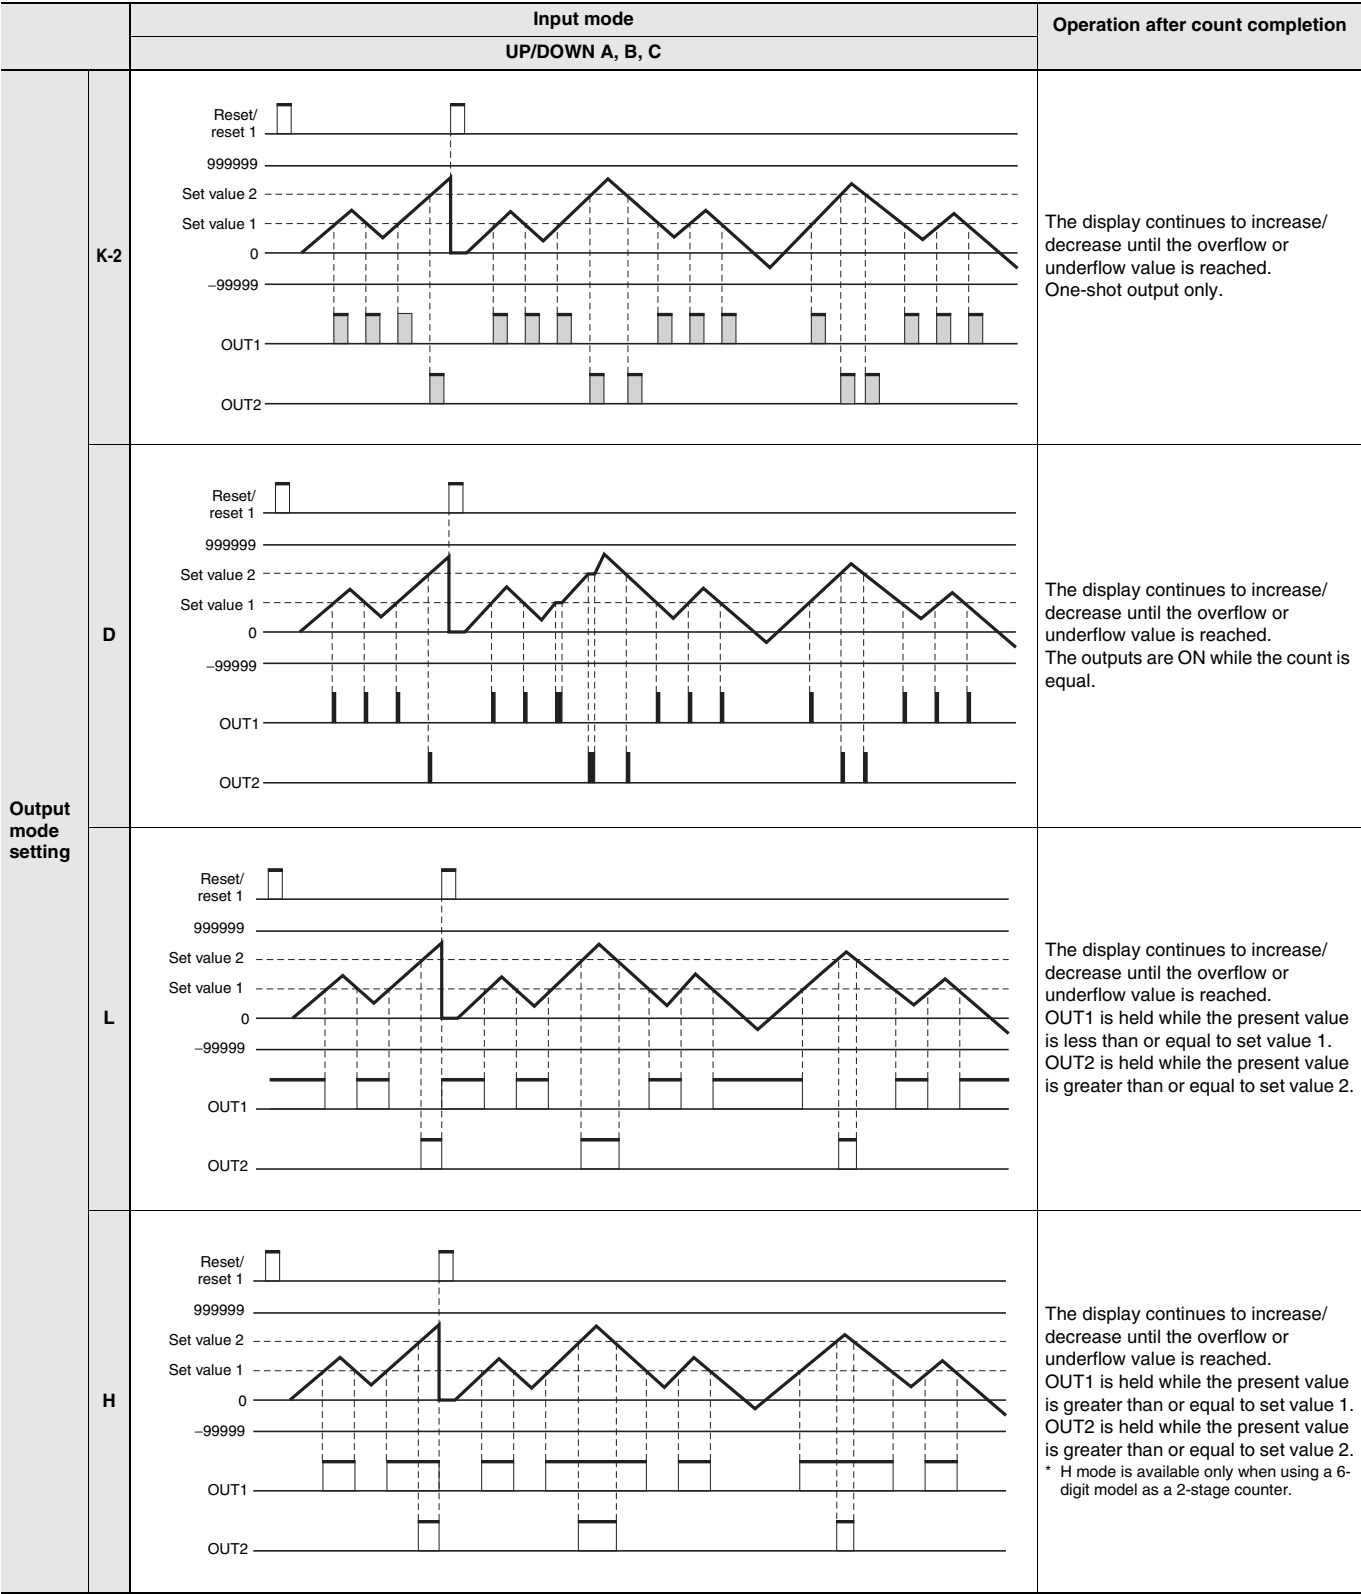 Input mode
Operation after count completion
UP/DOWN A, B, C
Output
mode
setting
K-2
Reset/
reset 1
999999
Set value 2
Set value 1
0
−99999
OUT1
OUT2
The display continues to increase/
decrease until the overflow or
underflow value is reached.
One-shot output only.
D
Reset/
reset 1
999999
Set value 2
Set value 1
0
−99999
OUT1
OUT2
The display continues to increase/
decrease until the overflow or
underflow value is reached.
The outputs are ON while the count is
equal.
L
Reset/
reset 1
999999
Set value 2
Set value 1
0
−99999
OUT1
OUT2
The display continues to increase/
decrease until the overflow or
underflow value is reached.
OUT1 is held while the present value
is less than or equal to set value 1.
OUT2 is held while the present value
is greater than or equal to set value 2.
H
Reset/
reset 1
999999
Set value 2
Set value 1
0
−99999
OUT1
OUT2
The display continues to increase/
decrease until the overflow or
underflow value is reached.
OUT1 is held while the present value
is greater than or equal to set value 1.
OUT2 is held while the present value
is greater than or equal to set value 2.
* H mode is available only when using a 6-
digit model as a 2-stage counter.